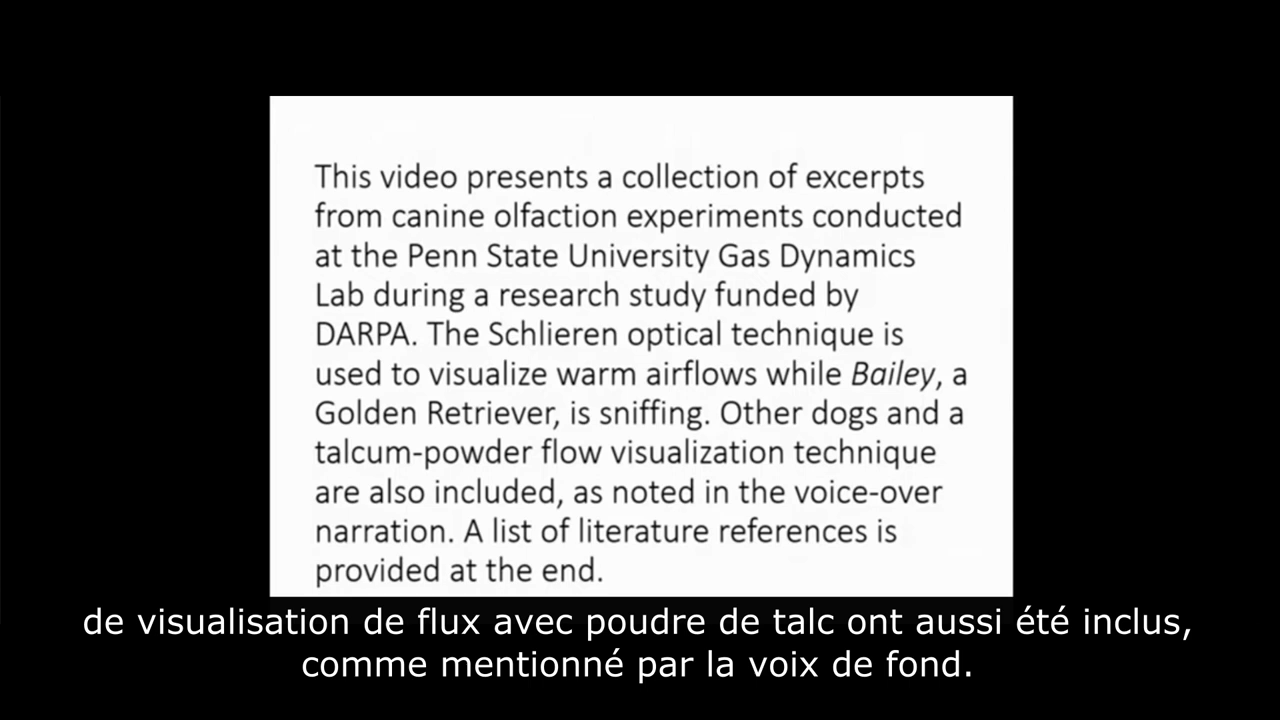 This video presents a collection of excerpts
from canine olfaction experiments conducted
at the Penn State University Gas Dynamics
Lab during a research study funded by
DARPA. The Schlieren optical technique is
used to visualize warm airflows while Bailey, a
Golden Retriever, is sniffing. Other dogs and a
talcum-powder flow visualization technique
are also included, as noted in the voice-over
narration. A list of literature references is
provided at the end.
de visualisation de flux avec poudre de talc ont aussi été inclus,
comme mentionné par la voix de fond.